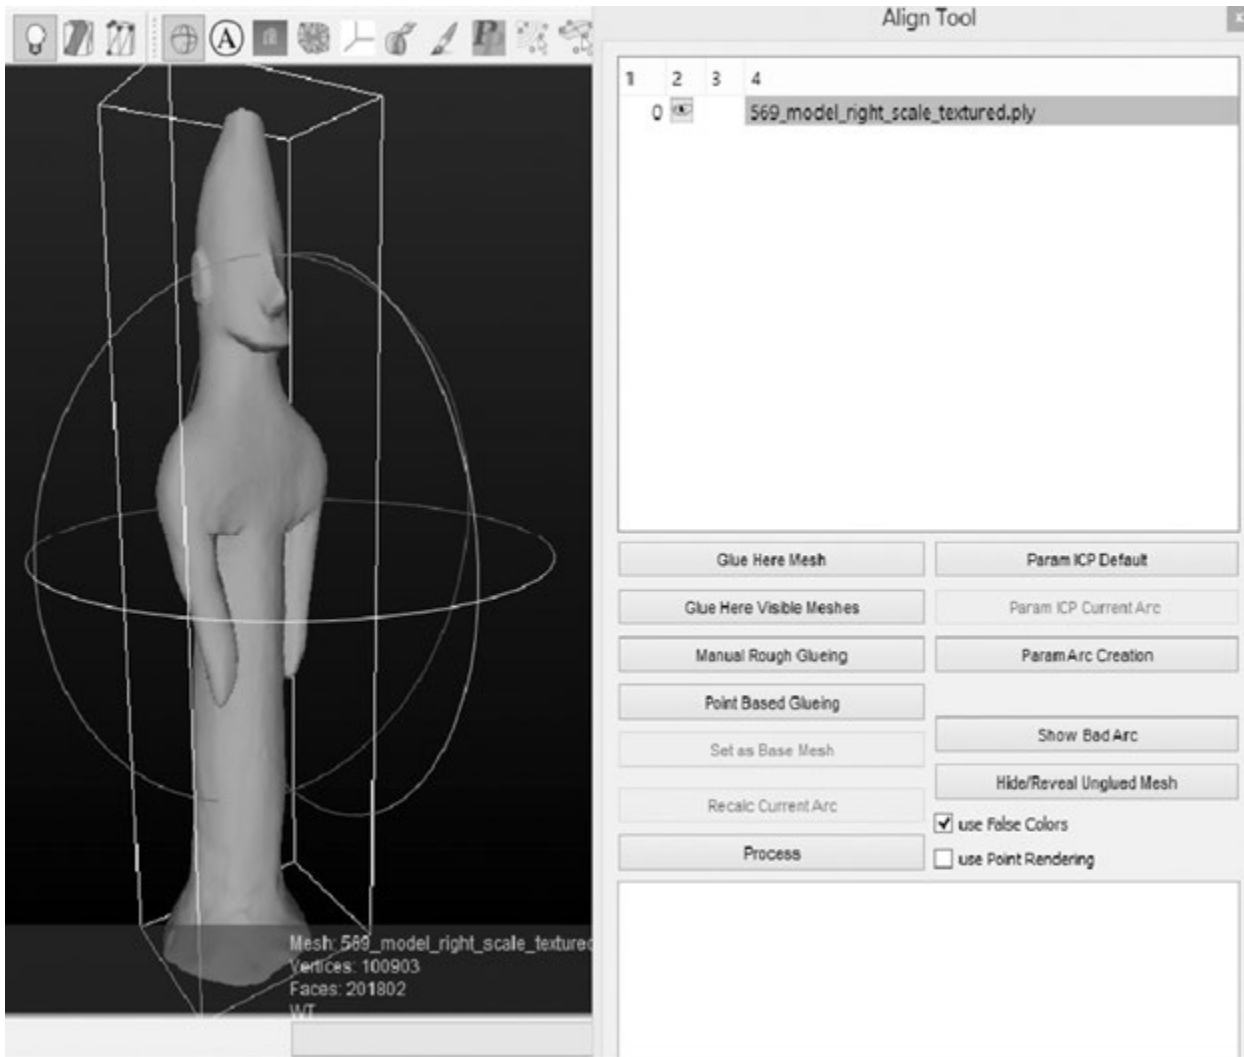 Align Tool
A
P
1 2 3 4
0 569_model_right_scale_textured.ply
Glue Here Mesh
Param ICP Default
Glue Here Visible Meshes
Param ICP Current Arc
Manual Rough Glueing
Param Arc Creation
Point Based Glueing
Set as Base Mesh
Show Bad Arc
Hide/Reveal Unglued Mesh
Recalc Current Arc
use False Colors
Process
use Point Rendering
Mesh: 569_model_right_scale_textured
Vertices: 100903
Faces: 201802
WT